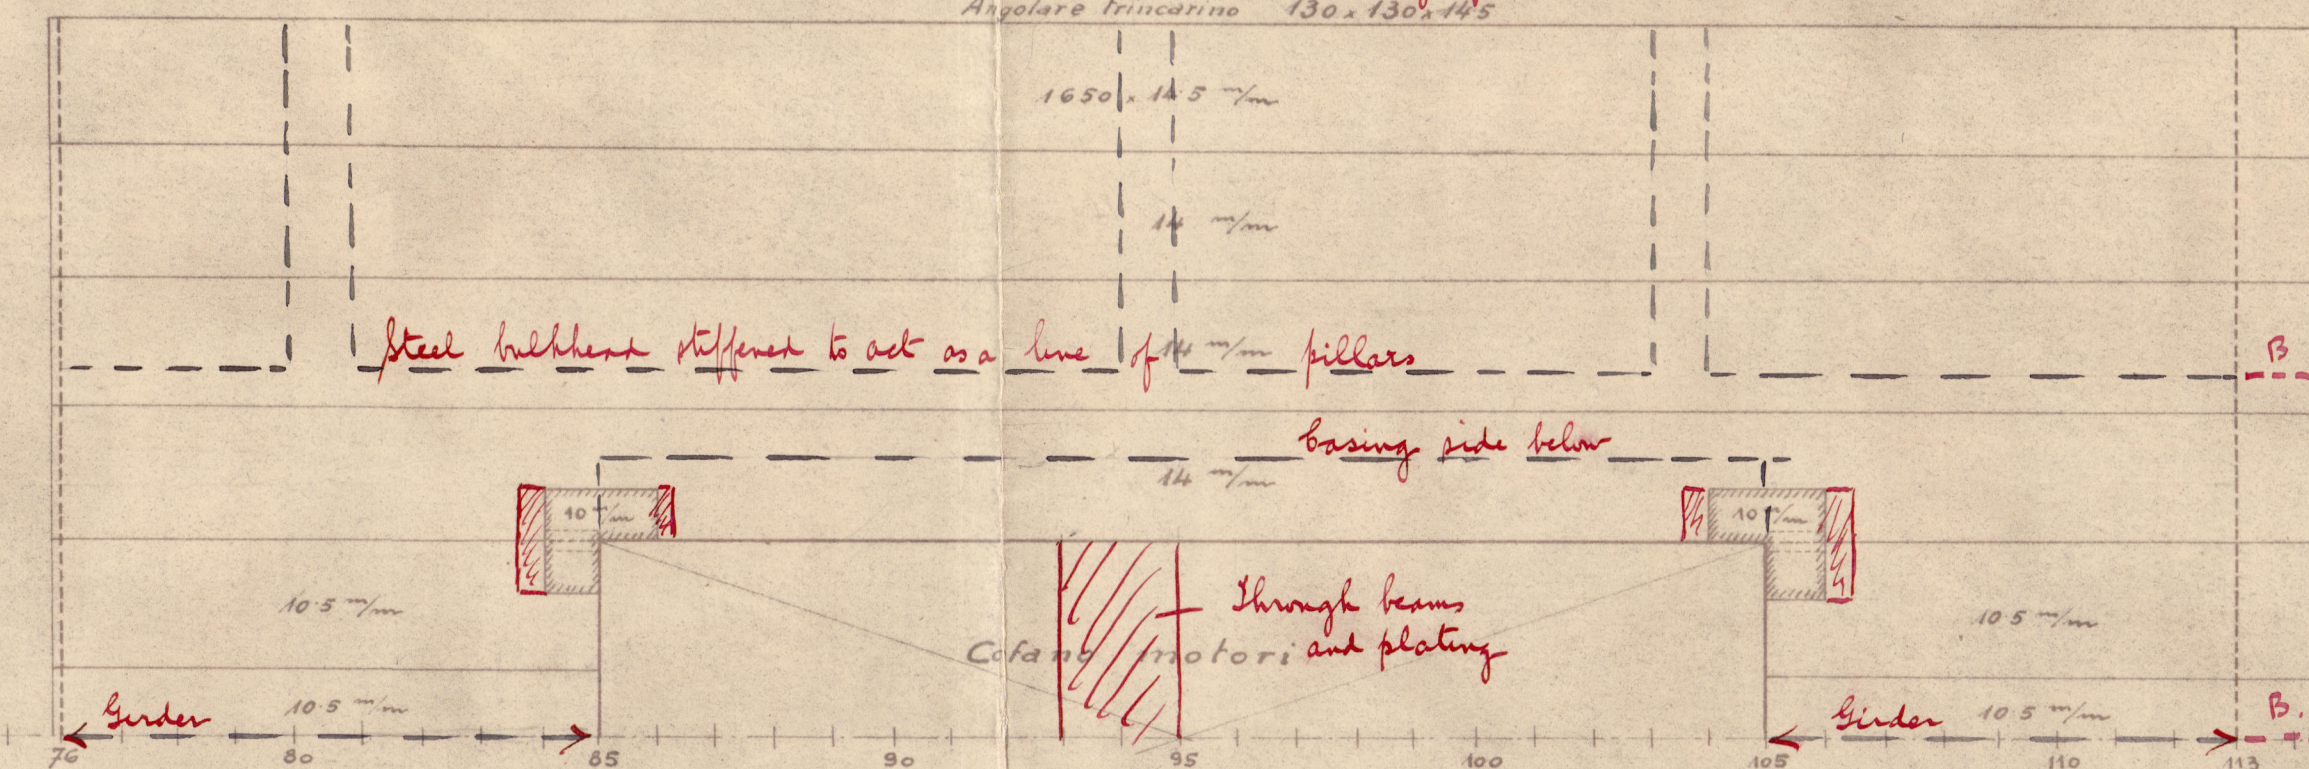 Angolare trincarino 130 x 130 x 14.5
1650 x 14.5 m/m
14 m/m
Steel bulkhead stiffened to act as a line of pillars
14 m/m
B
Casing side below
14 m/m
10 m/m
10 m/m
Through beams
and plating
10.5 m/m
10.5 m/m
Cofano motori
Girder
10.5 m/m
Girder
10.5 m/m
B.
76 80 85 90 95 100 105 110 113